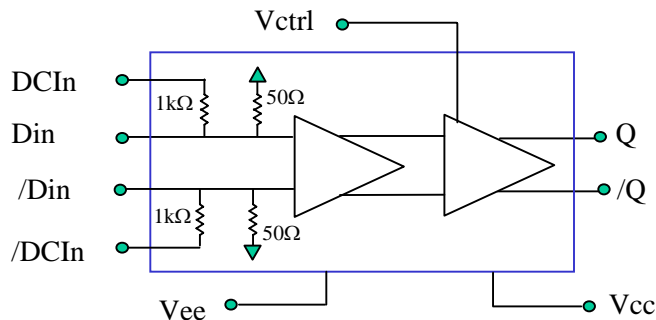 Vctrl
DCIn
1kΩ
50Ω
Din
Q
/Din
/Q
1kΩ
50Ω
/DCIn
Vee
Vcc